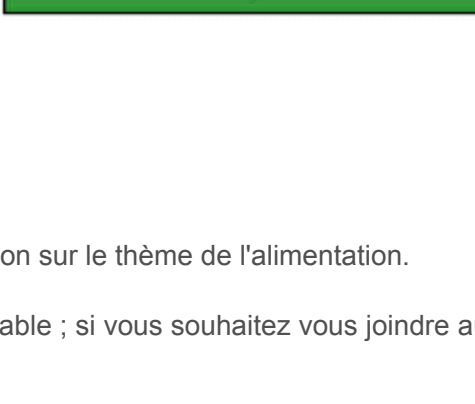 on sur le thème de l'alimentation.
able ; si vous souhaitez vous joindre a